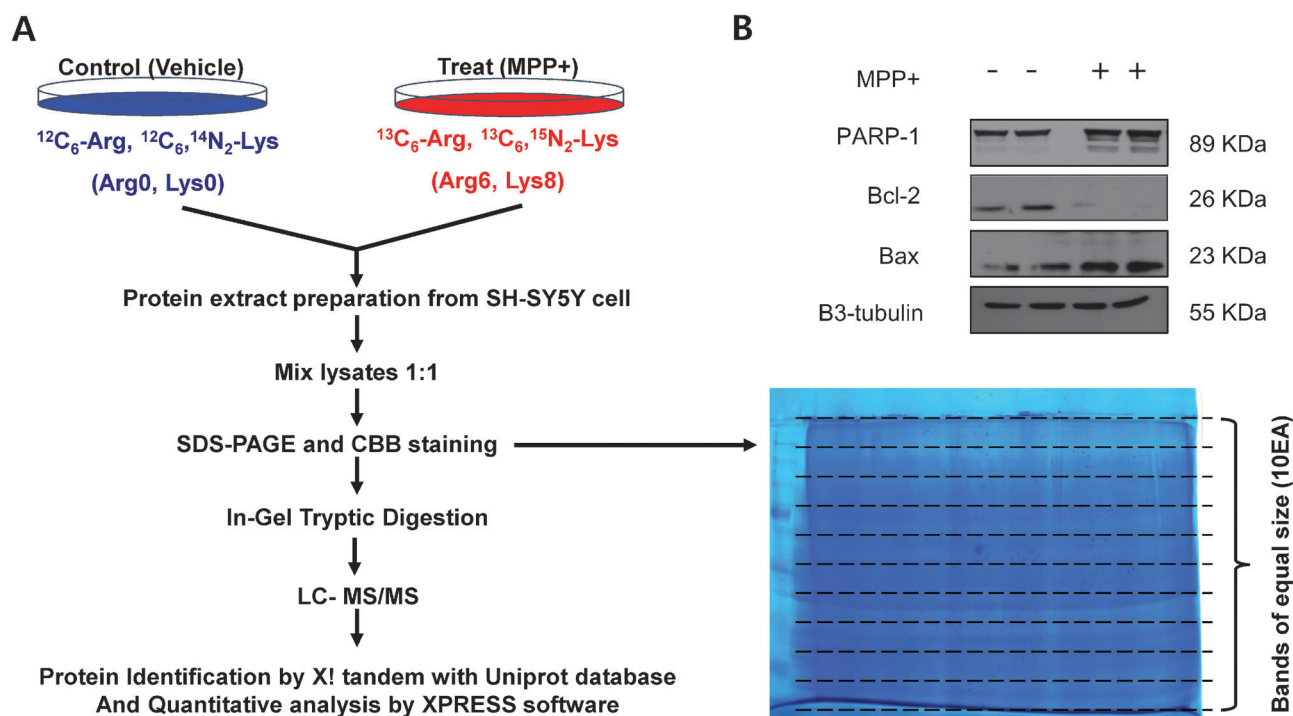 A
Control (Vehicle)
Treat (MPP+)
¹²C₆-Arg, ¹²C₆,¹⁴N₂-Lys
(Arg0, Lys0)
¹³C₆-Arg, ¹³C₆,¹⁵N₂-Lys
(Arg6, Lys8)
Protein extract preparation from SH-SY5Y cell
Mix lysates 1:1
SDS-PAGE and CBB staining
In-Gel Tryptic Digestion
LC- MS/MS
Protein Identification by X! tandem with Uniprot database
And Quantitative analysis by XPRESS software
B
MPP+ - - + +
PARP-1 89 KDa
Bcl-2 26 KDa
Bax 23 KDa
B3-tubulin 55 KDa
Bands of equal size (10EA)